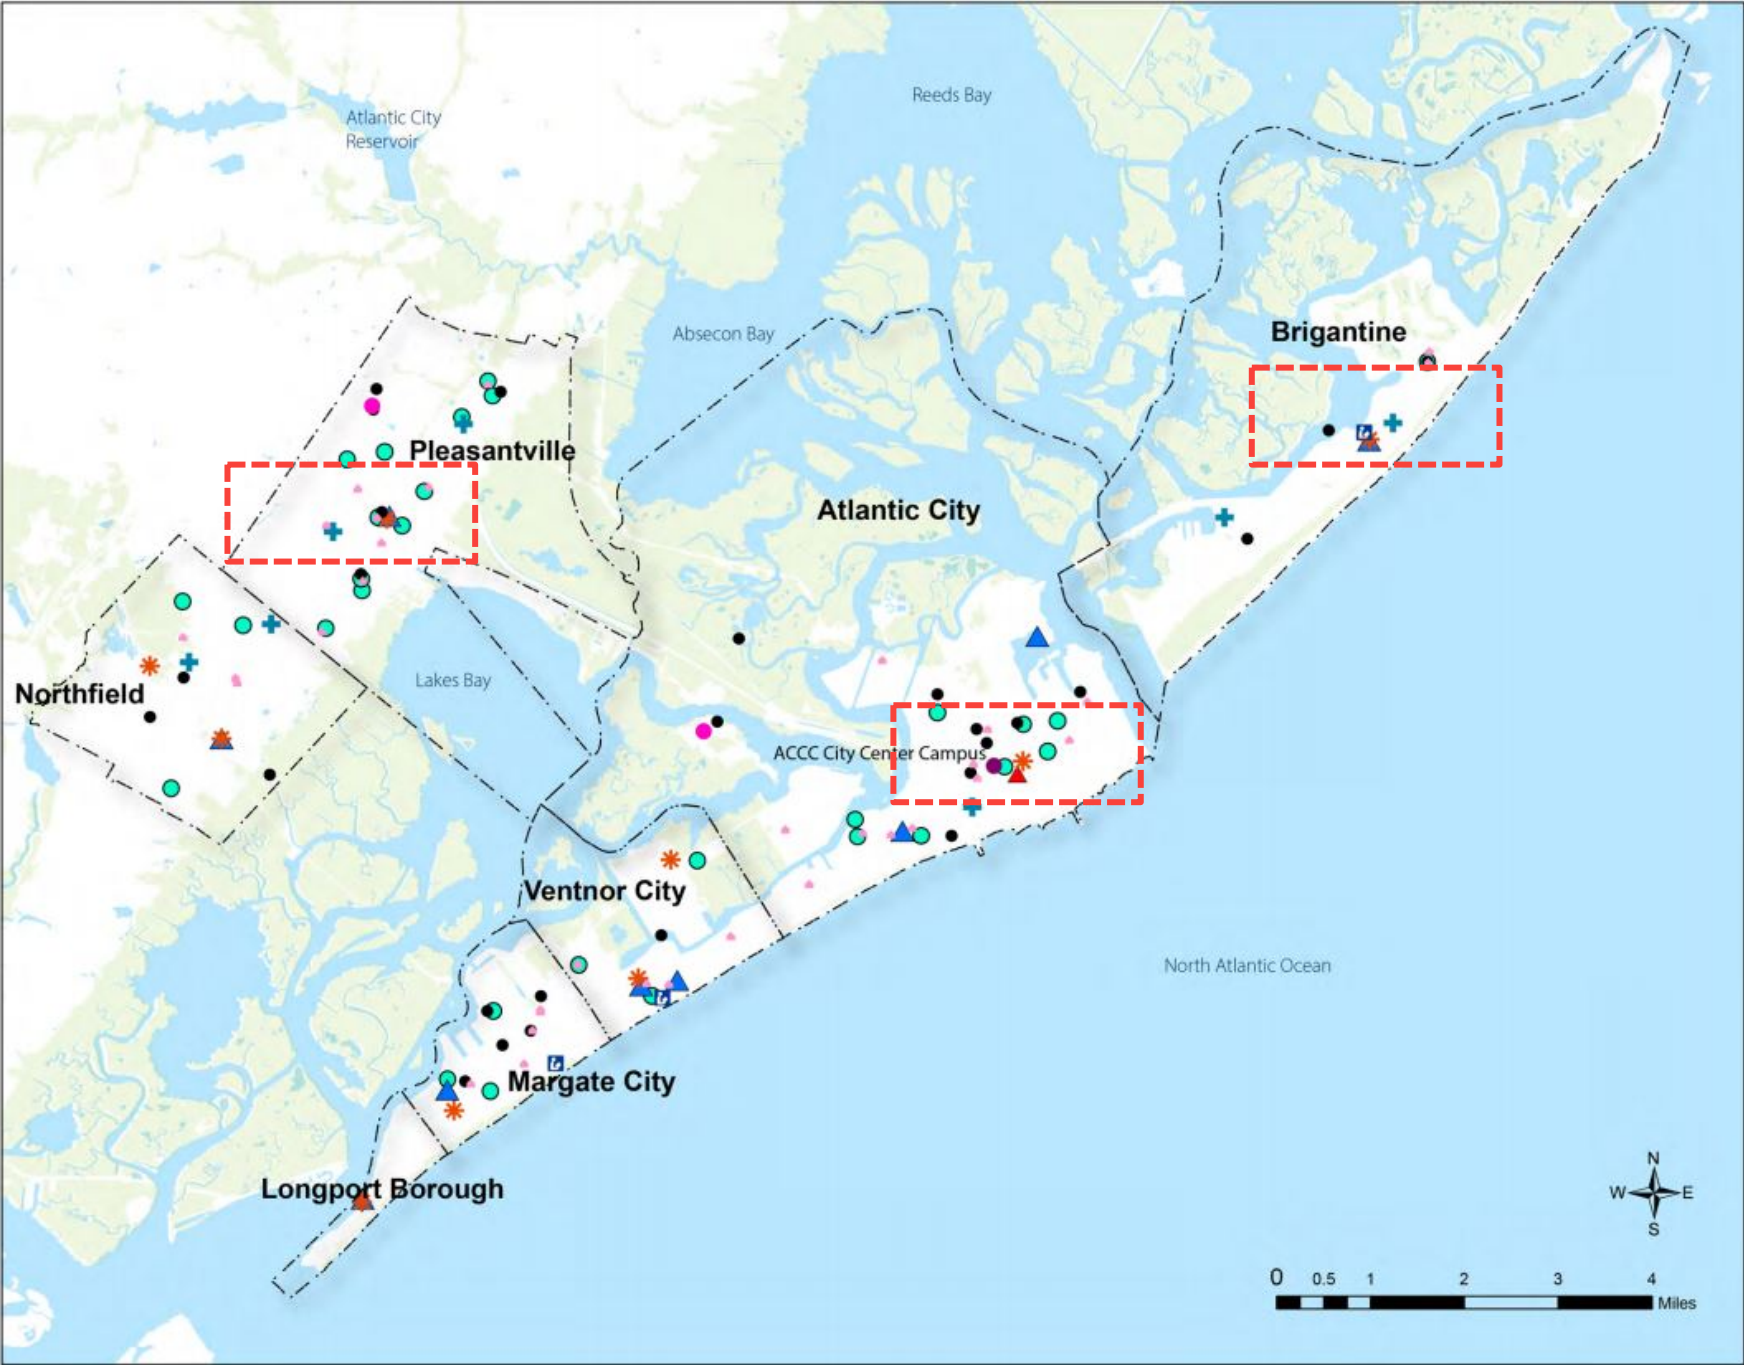 Reeds Bay
Atlantic City
Reservoir
Absecon Bay
Brigantine
Pleasantville
Atlantic City
Lakes Bay
Northfield
ACCC City Center Campus
Ventnor City
North Atlantic Ocean
Margate City
Longport Borough
N
W E
S
0 0.5 1 2 3 4
Miles